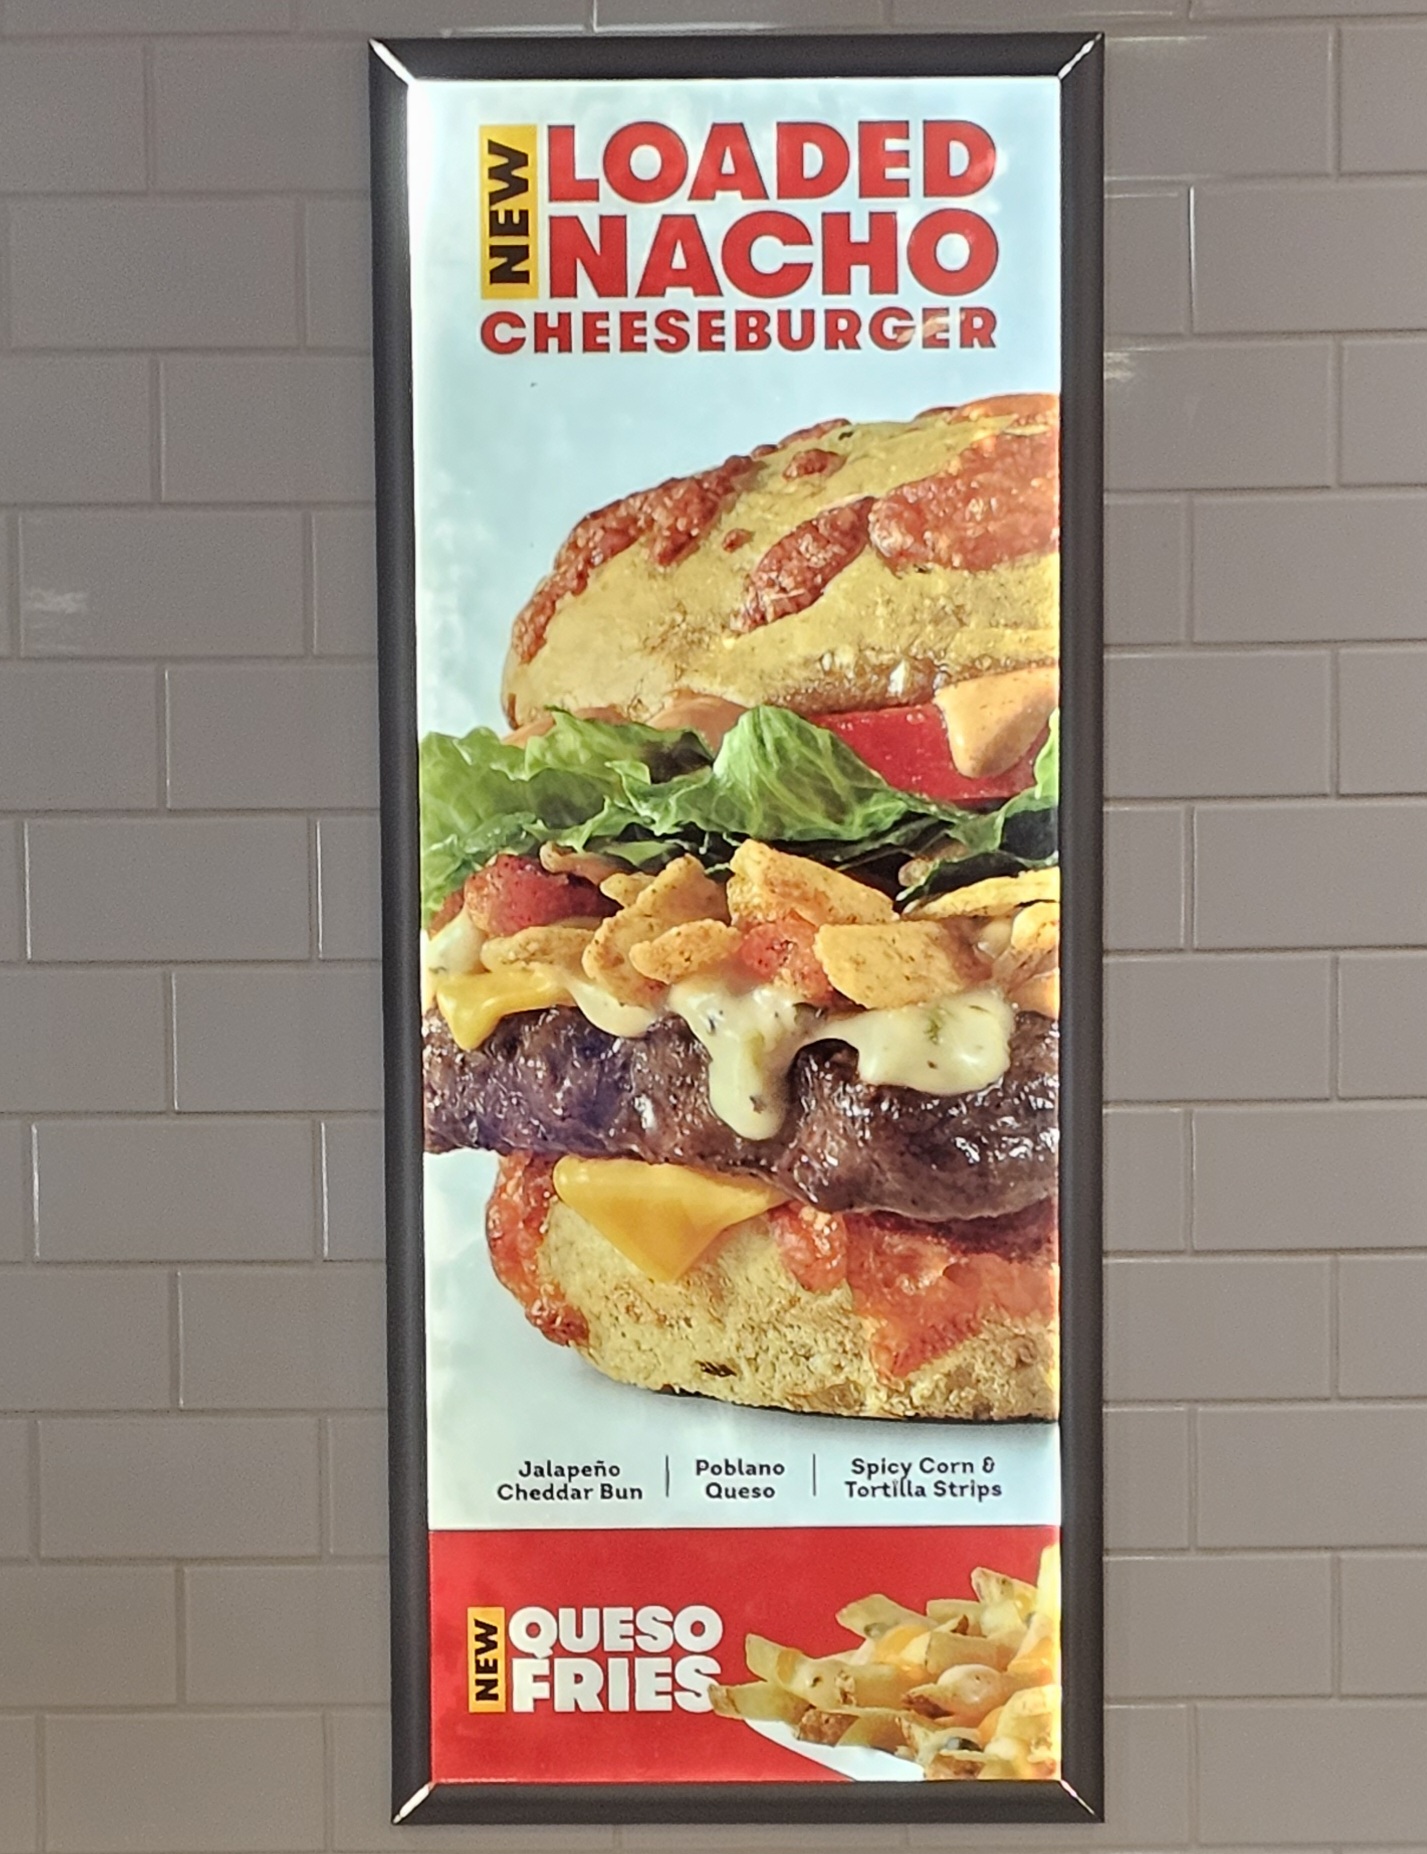 NEW
LOADED
NACHO
CHEESEBURGER
Jalapeño
Cheddar Bun
Poblano
Queso
Spicy Corn &
Tortilla Strips
NEW
QUESO
FRIES